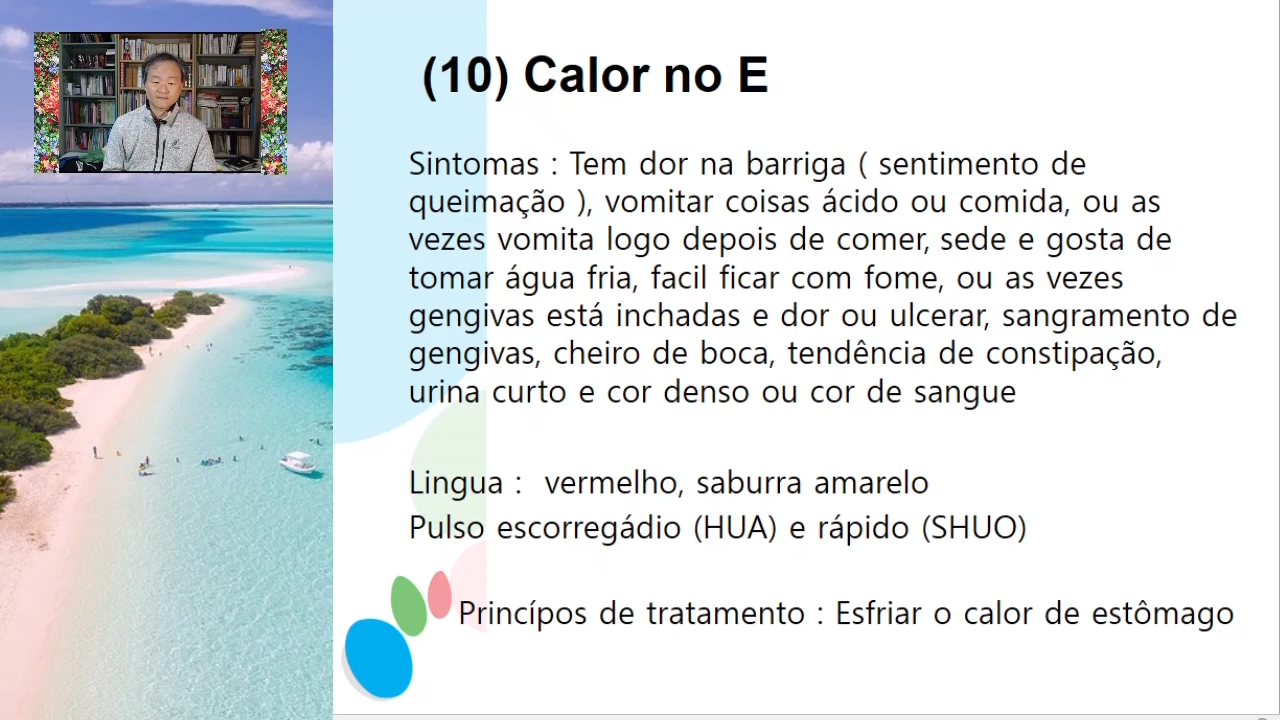 (10) Calor no E
Sintomas : Tem dor na barriga ( sentimento de
queimação ), vomitar coisas ácido ou comida, ou as
vezes vomita logo depois de comer, sede e gosta de
tomar água fria, facil ficar com fome, ou as vezes
gengivas está inchadas e dor ou ulcerar, sangramento de
gengivas, cheiro de boca, tendência de constipação,
urina curto e cor denso ou cor de sangue
Lingua : vermelho, saburra amarelo
Pulso escorregádio (HUA) e rápido (SHUO)
Princípos de tratamento : Esfriar o calor de estômago